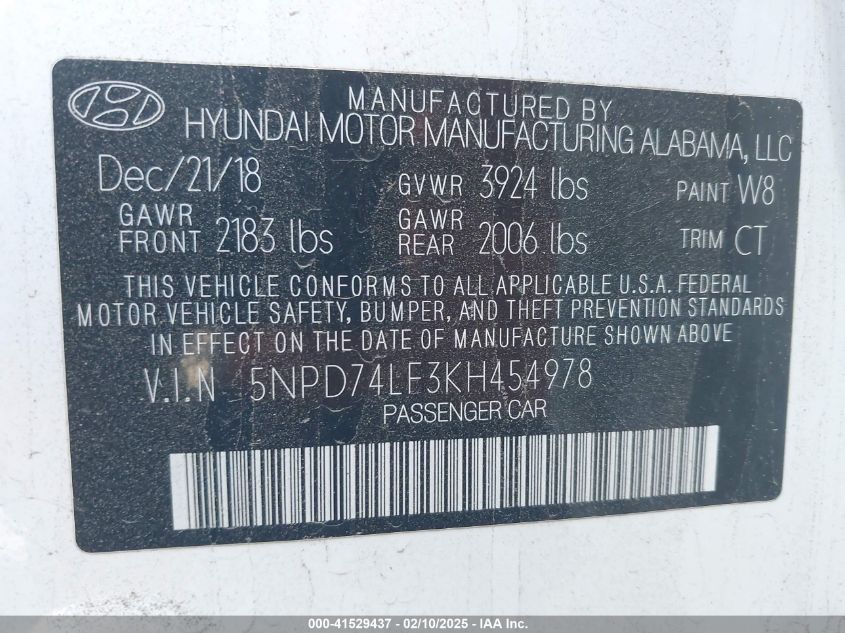 MANUFACTURED BY
HYUNDAI MOTOR MANUFACTURING ALABAMA, LLC
Dec/21/18 GVWR 3924 lbs PAINT W8
GAWR FRONT 2183 lbs GAWR REAR 2006 lbs TRIM CT
THIS VEHICLE CONFORMS TO ALL APPLICABLE U.S.A. FEDERAL
MOTOR VEHICLE SAFETY, BUMPER, AND THEFT PREVENTION STANDARDS
IN EFFECT ON THE DATE OF MANUFACTURE SHOWN ABOVE
V.I.N 5NPD74LF3KH454978
PASSENGER CAR
000-41529437 - 02/10/2025 - IAA Inc.